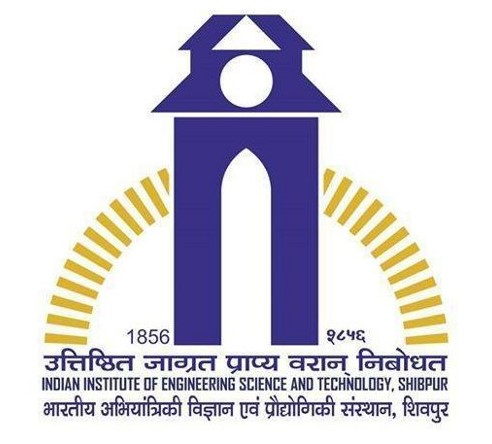 1856 १८५६
उत्तिष्ठित जाग्रत प्राप्य वरान् निबोधत
INDIAN INSTITUTE OF ENGINEERING SCIENCE AND TECHNOLOGY, SHIBPUR
भारतीय अभियांत्रिकी विज्ञान एवं प्रौद्योगिकी संस्थान, शिवपुर